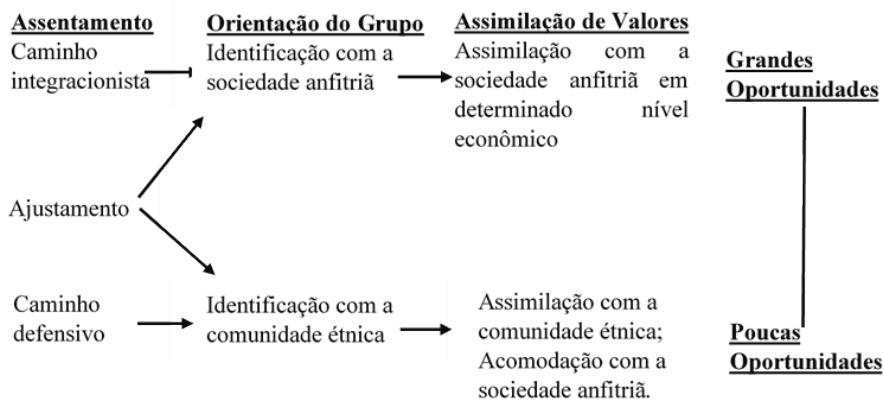 Assentamento
Caminho
integracionista
Orientação do Grupo
Identificação com a
sociedade anfitriã
Assimilação de Valores
Assimilação com a
sociedade anfitriã em
determinado nível
econômico
Grandes
Oportunidades
Ajustamento
Caminho
defensivo
Identificação com a
comunidade étnica
Assimilação com a
comunidade étnica;
Acomodação com a
sociedade anfitriã.
Poucas
Oportunidades